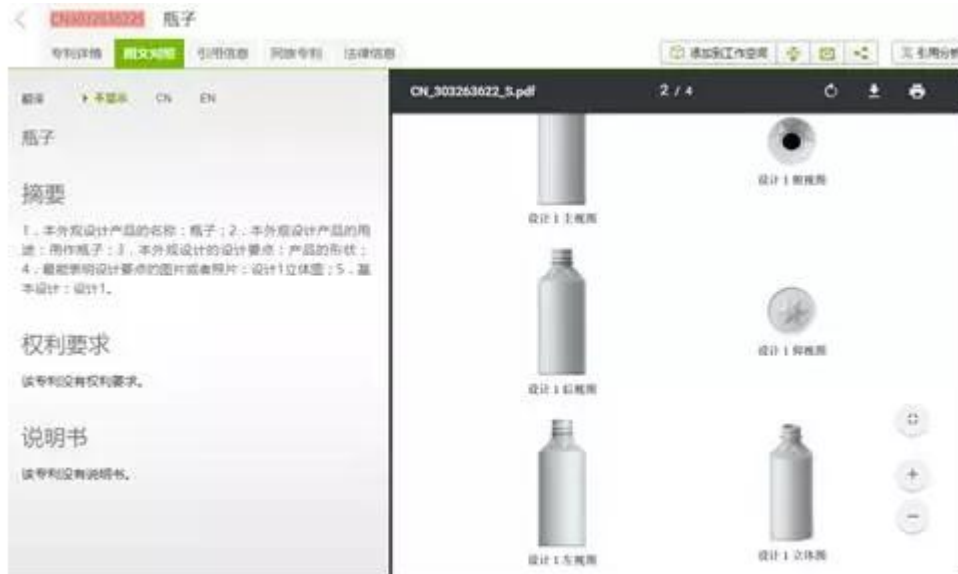 瓶子
专利详情 图文对照 引用信息 同族专利 法律信息
添加到工作空间
引用分析
翻译 不显示 CN EN
瓶子
摘要
1．本外观设计产品的名称：瓶子；2．本外观设计产品的用
途：用作瓶子；3．本外观设计的设计要点：产品的形状；
4．最能表明设计要点的图片或者照片：设计1立体图；5．基
本设计：设计1。
权利要求
该专利没有权利要求。
说明书
该专利没有说明书。
CN_303263622_S.pdf 2 / 4
设计 1 主视图
设计 1 俯视图
设计 1 后视图
设计 1 仰视图
设计 1 左视图
设计 1 立体图